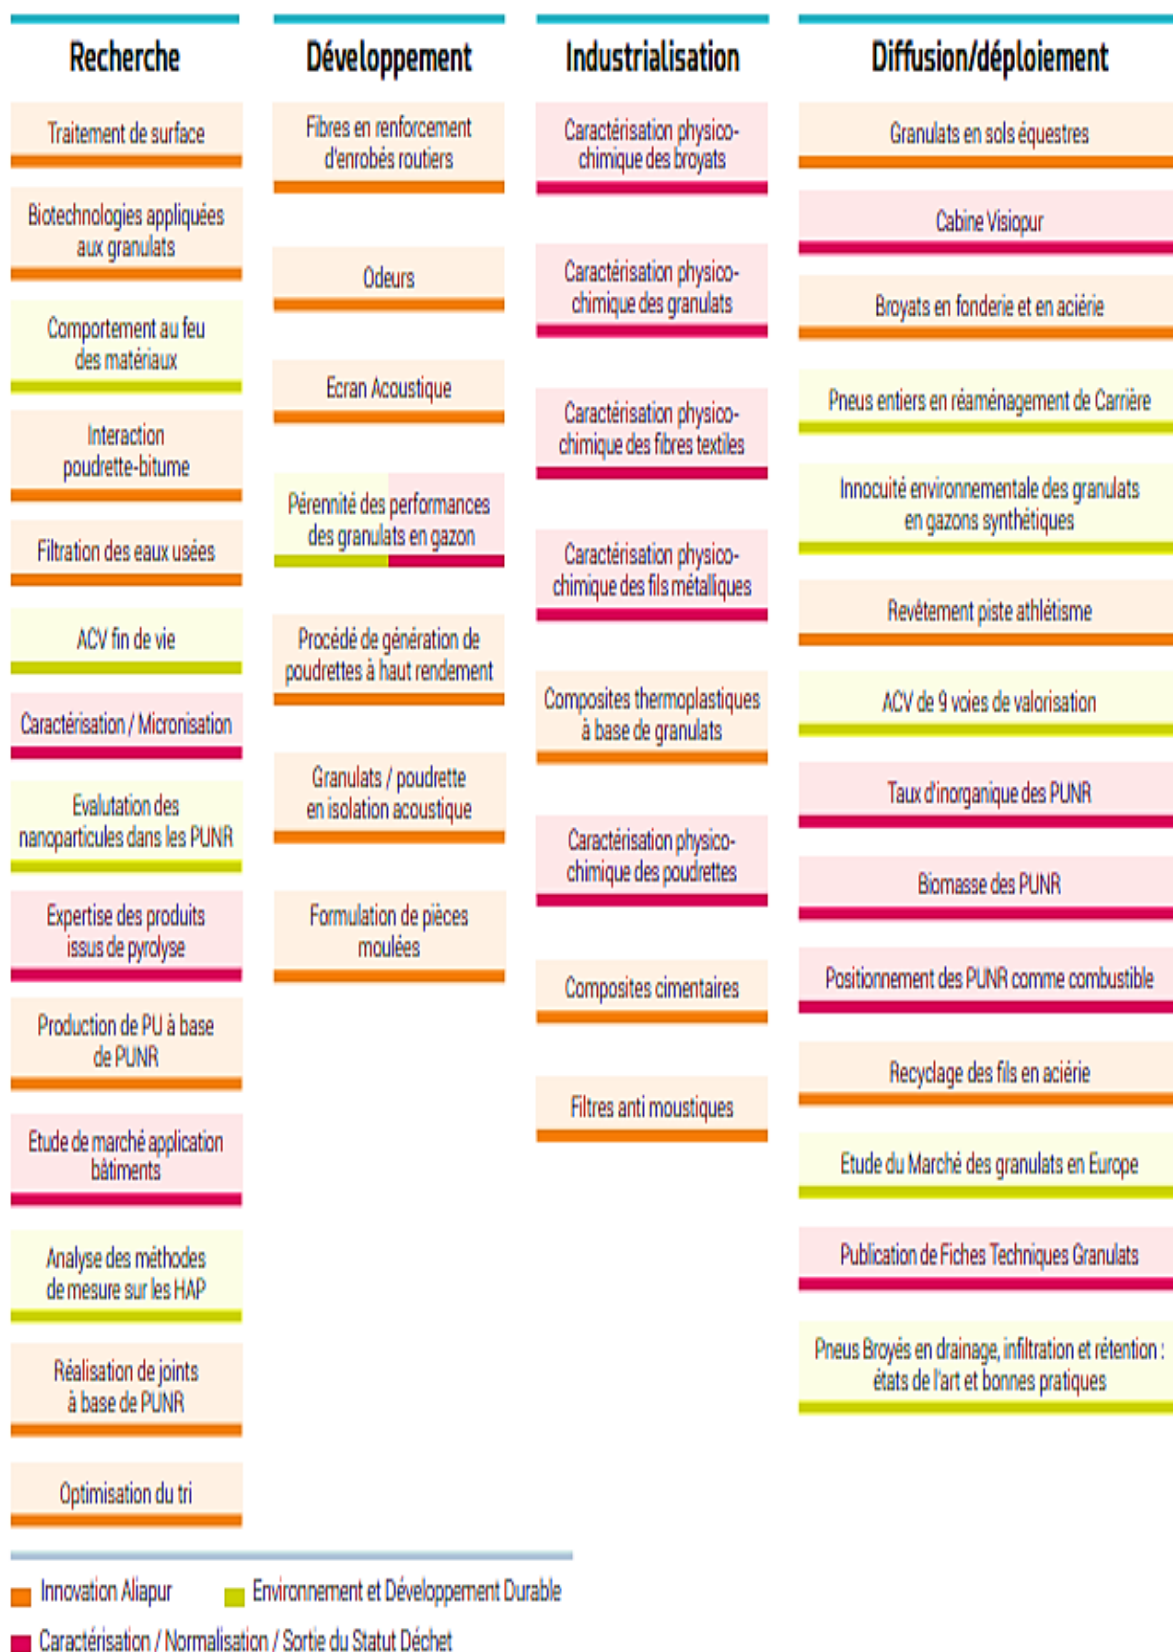 Recherche
Traitement de surface
Biotechnologies appliquées
aux granulats
Comportement au feu
des matériaux
Interaction
poudrette-bitume
Filtration des eaux usées
ACV fin de vie
Caractérisation / Micronisation
Evalutation des
nanoparticules dans les PUNR
Expertise des produits
issus de pyrolyse
Production de PU à base
de PUNR
Etude de marché application
bâtiments
Analyse des méthodes
de mesure sur les HAP
Réalisation de joints
à base de PUNR
Optimisation du tri
Développement
Fibres en renforcement
d'enrobés routiers
Odeurs
Ecran Acoustique
Pérennité des performances
des granulats en gazon
Procédé de génération de
poudrettes à haut rendement
Granulats / poudrette
en isolation acoustique
Formulation de pièces
moulées
Industrialisation
Caractérisation physico-
chimique des broyats
Caractérisation physico-
chimique des granulats
Caractérisation physico-
chimique des fibres textiles
Caractérisation physico-
chimique des fils métalliques
Composites thermoplastiques
à base de granulats
Caractérisation physico-
chimique des poudrettes
Composites cimentaires
Filtres anti moustiques
Diffusion/déploiement
Granulats en sols équestres
Cabine Visiopur
Broyats en fonderie et en aciérie
Pneus entiers en réaménagement de Carrière
Innocuité environnementale des granulats
en gazons synthétiques
Revêtement piste athlétisme
ACV de 9 voies de valorisation
Taux d'inorganique des PUNR
Biomasse des PUNR
Positionnement des PUNR comme combustible
Recyclage des fils en aciérie
Etude du Marché des granulats en Europe
Publication de Fiches Techniques Granulats
Pneus Broyés en drainage, infiltration et rétention :
états de l'art et bonnes pratiques
Innovation Aliapur
Environnement et Développement Durable
Caractérisation / Normalisation / Sortie du Statut Déchet